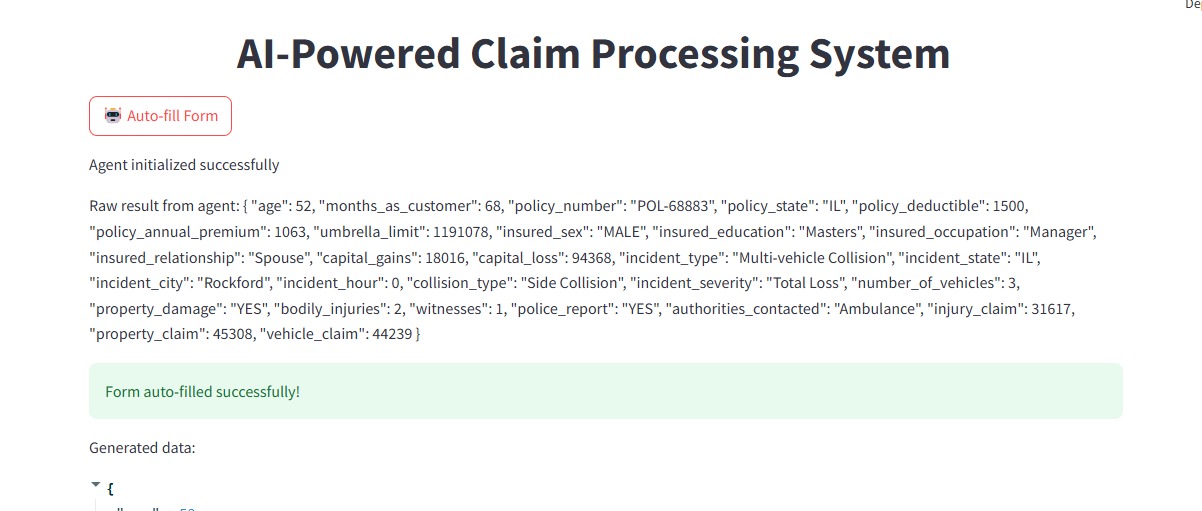 AI-Powered Claim Processing System
Auto-fill Form
Agent initialized successfully
Raw result from agent: { "age": 52, "months_as_customer": 68, "policy_number": "POL-68883", "policy_state": "IL", "policy_deductible": 1500,
"policy_annual_premium": 1063, "umbrella_limit": 1191078, "insured_sex": "MALE", "insured_education": "Masters", "insured_occupation": "Manager",
"insured_relationship": "Spouse", "capital_gains": 18016, "capital_loss": 94368, "incident_type": "Multi-vehicle Collision", "incident_state": "IL",
"incident_city": "Rockford", "incident_hour": 0, "collision_type": "Side Collision", "incident_severity": "Total Loss", "number_of_vehicles": 3,
"property_damage": "YES", "bodily_injuries": 2, "witnesses": 1, "police_report": "YES", "authorities_contacted": "Ambulance", "injury_claim": 31617,
"property_claim": 45308, "vehicle_claim": 44239 }
Form auto-filled successfully!
Generated data:
{